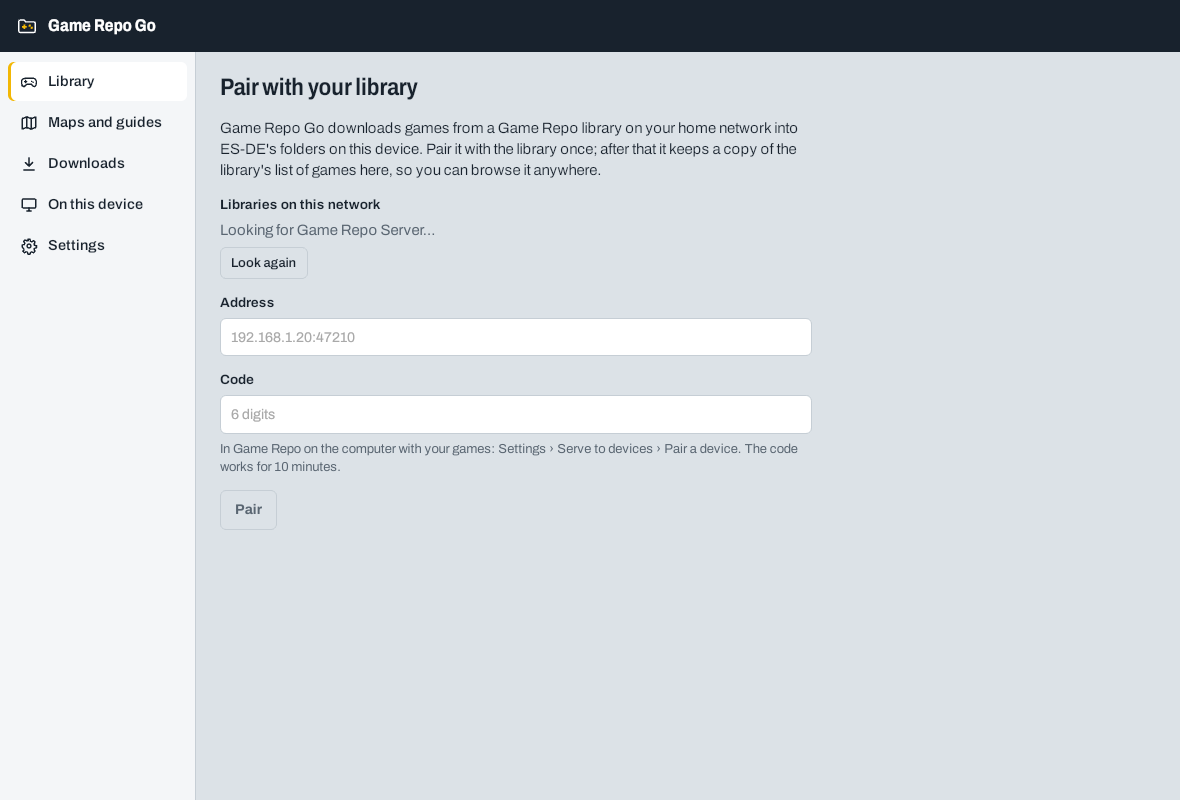 Game Repo Go
Library
Maps and guides
Downloads
On this device
Settings
Pair with your library
Game Repo Go downloads games from a Game Repo library on your home network into
ES-DE's folders on this device. Pair it with the library once; after that it keeps a copy of the
library's list of games here, so you can browse it anywhere.
Libraries on this network
Looking for Game Repo Server...
Look again
Address
192.168.1.20:47210
Code
6 digits
In Game Repo on the computer with your games: Settings › Serve to devices › Pair a device. The code
works for 10 minutes.
Pair